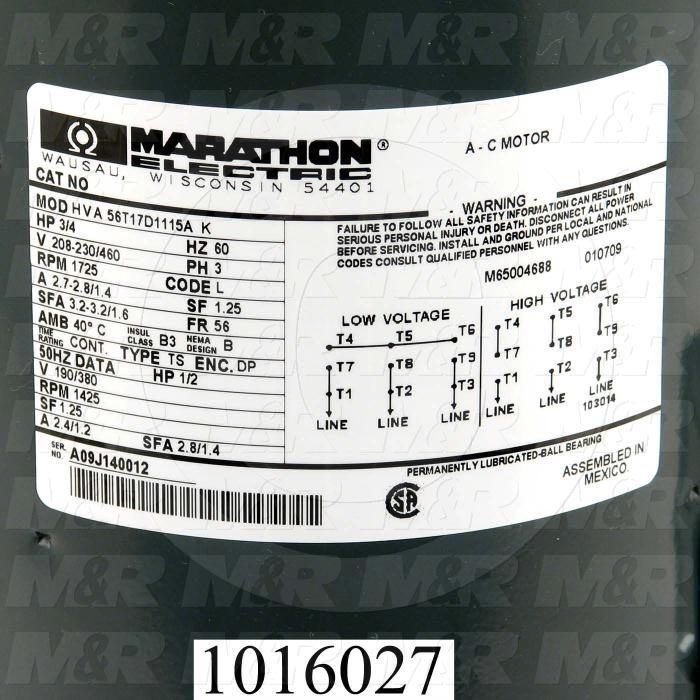 MARATHON®
ELECTRIC
WAUSAU, WISCONSIN 54401
A - C MOTOR
CAT NO
MOD HVA 56T17D1115A K
HP 3/4
V 208-230/460 HZ 60
RPM 1725 PH 3
A 2.7-2.8/1.4 CODE L
SFA 3.2-3.2/1.6 SF 1.25
AMB 40° C INSUL CLASS B3 NEMA DESIGN B FR 56
TIME RATING CONT. TYPE TS ENC. DP
50HZ DATA HP 1/2
V 190/380
RPM 1425
SF 1.25
A 2.4/1.2 SFA 2.8/1.4
SER. NO. A09J140012
WARNING
FAILURE TO FOLLOW ALL SAFETY INFORMATION CAN RESULT IN
SERIOUS PERSONAL INJURY OR DEATH. DISCONNECT ALL POWER
BEFORE SERVICING. INSTALL AND GROUND PER LOCAL AND NATIONAL
CODES CONSULT QUALIFIED PERSONNEL WITH ANY QUESTIONS.
M65004688 010709
LOW VOLTAGE
T4 T5 T6
T7 T8 T9
T1 T2 T3
LINE LINE LINE
HIGH VOLTAGE
T4 T5 T6
T7 T8 T9
T1 T2 T3
LINE LINE LINE
103014
PERMANENTLY LUBRICATED-BALL BEARING
SA
ASSEMBLED IN
MEXICO.
1016027
M&R